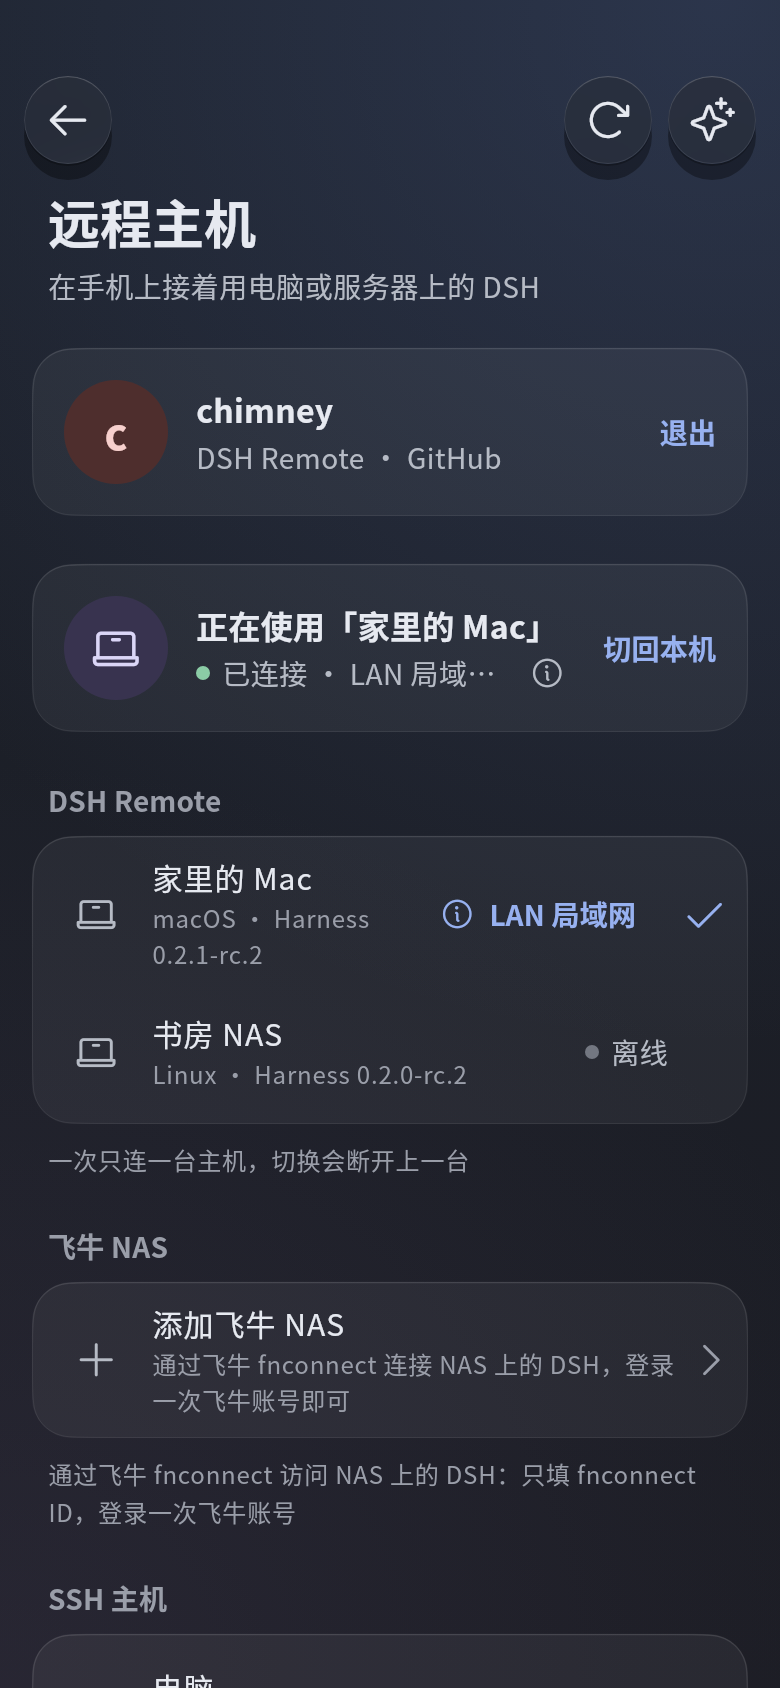 远程主机
在手机上接着用电脑或服务器上的 DSH
c
chimney
DSH Remote · GitHub
退出
正在使用「家里的 Mac」
已连接 · LAN 局域…
切回本机
DSH Remote
家里的 Mac
macOS · Harness
0.2.1-rc.2
LAN 局域网
书房 NAS
Linux · Harness 0.2.0-rc.2
离线
一次只连一台主机，切换会断开上一台
飞牛 NAS
添加飞牛 NAS
通过飞牛 fnconnect 连接 NAS 上的 DSH，登录
一次飞牛账号即可
通过飞牛 fnconnect 访问 NAS 上的 DSH：只填 fnconnect
ID，登录一次飞牛账号
SSH 主机
电脑